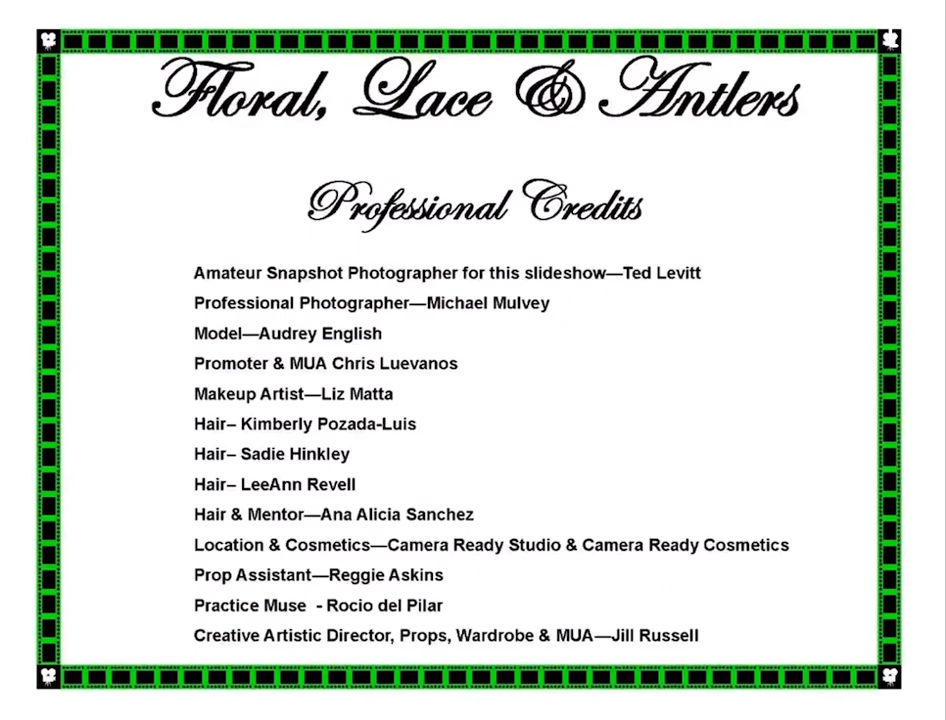 Floral, Lace & Antlers
Professional Credits
Amateur Snapshot Photographer for this slideshow—Ted Levitt
Professional Photographer—Michael Mulvey
Model—Audrey English
Promoter & MUA Chris Luevanos
Makeup Artist—Liz Matta
Hair– Kimberly Pozada-Luis
Hair– Sadie Hinkley
Hair– LeeAnn Revell
Hair & Mentor—Ana Alicia Sanchez
Location & Cosmetics—Camera Ready Studio & Camera Ready Cosmetics
Prop Assistant—Reggie Askins
Practice Muse  - Rocio del Pilar
Creative Artistic Director, Props, Wardrobe & MUA—Jill Russell